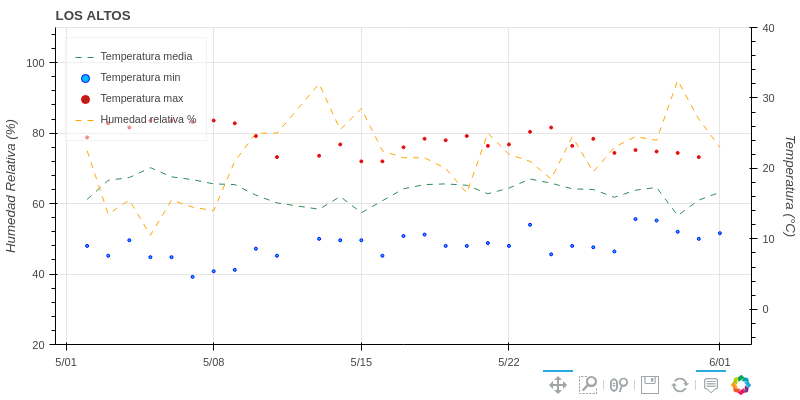 LOS ALTOS
Temperatura media
Temperatura min
Temperatura max
Humedad relativa %
Humedad Relativa (%)
100
80
60
40
20
40
30
20
10
0
Temperatura (°C)
5/01 5/08 5/15 5/22 6/01